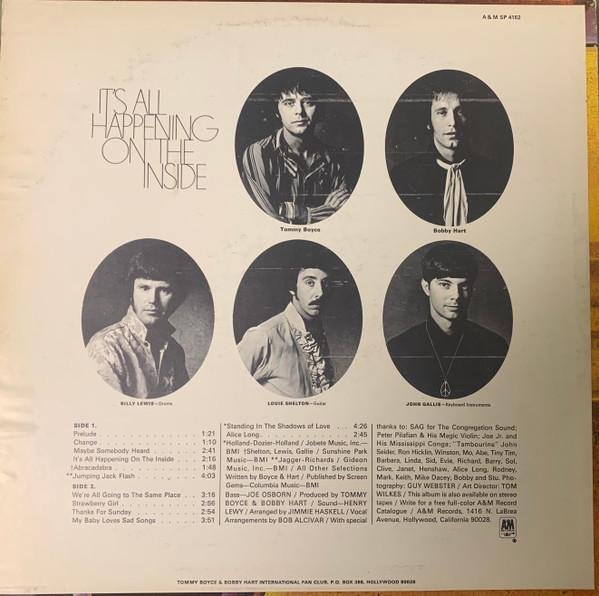 A & M SP 4162
IT'S ALL
HAPPENING
ON THE
INSIDE
Tommy Boyce
Bobby Hart
BILLY LEWIS—Drums
LOUIE SHELTON—Guitar
JOHN GALLIE—Keyboard Instruments
SIDE 1.
Prelude . . . . . . . . . . . . 1:21
Change . . . . . . . . . . . . 1:10
Maybe Somebody Heard . . . . . 2:41
It's All Happening On The Inside . . 2:16
†Abracadabra . . . . . . . . . . 1:48
**Jumping Jack Flash . . . . . . . 4:03
SIDE 2.
We're All Going to The Same Place . . 3:16
Strawberry Girl . . . . . . . . . 2:56
Thanks For Sunday . . . . . . . 2:54
My Baby Loves Sad Songs . . . . . 3:51
*Standing In The Shadows of Love . . . 4:26
Alice Long . . . . . . . . . . . 2:45
*Holland-Dozier-Holland / Jobete Music, Inc.—
BMI †Shelton, Lewis, Gallie / Sunshine Park
Music—BMI **Jagger-Richards / Gideon
Music, Inc.—BMI / All Other Selections
Written by Boyce & Hart / Published by Screen
Gems—Columbia Music—BMI
Bass—JOE OSBORN / Produced by TOMMY
BOYCE & BOBBY HART / Sound—HENRY
LEWY / Arranged by JIMMIE HASKELL / Vocal
Arrangements by BOB ALCIVAR / With special
thanks to: SAG for The Congregation Sound;
Peter Pilafian & His Magic Violin; Joe Jr. and
His Mississippi Conga; "Tambourina" John
Seider, Ron Hicklin, Winston, Mo, Abe, Tiny Tim,
Barbara, Linda, Sid, Evie, Richard, Barry, Sol,
Clive, Janet, Henshaw, Alice Long, Rodney,
Mark, Keith, Mike Dacey, Bobby and Stu. Pho-
tography: GUY WEBSTER / Art Director: TOM
WILKES / This album is also available on stereo
tapes / Write for a free full-color A&M Record
Catalogue / A&M Records, 1416 N. LaBrea
Avenue, Hollywood, California 90028.
A&M
TOMMY BOYCE & BOBBY HART INTERNATIONAL FAN CLUB, P.O. BOX 388, HOLLYWOOD 90028